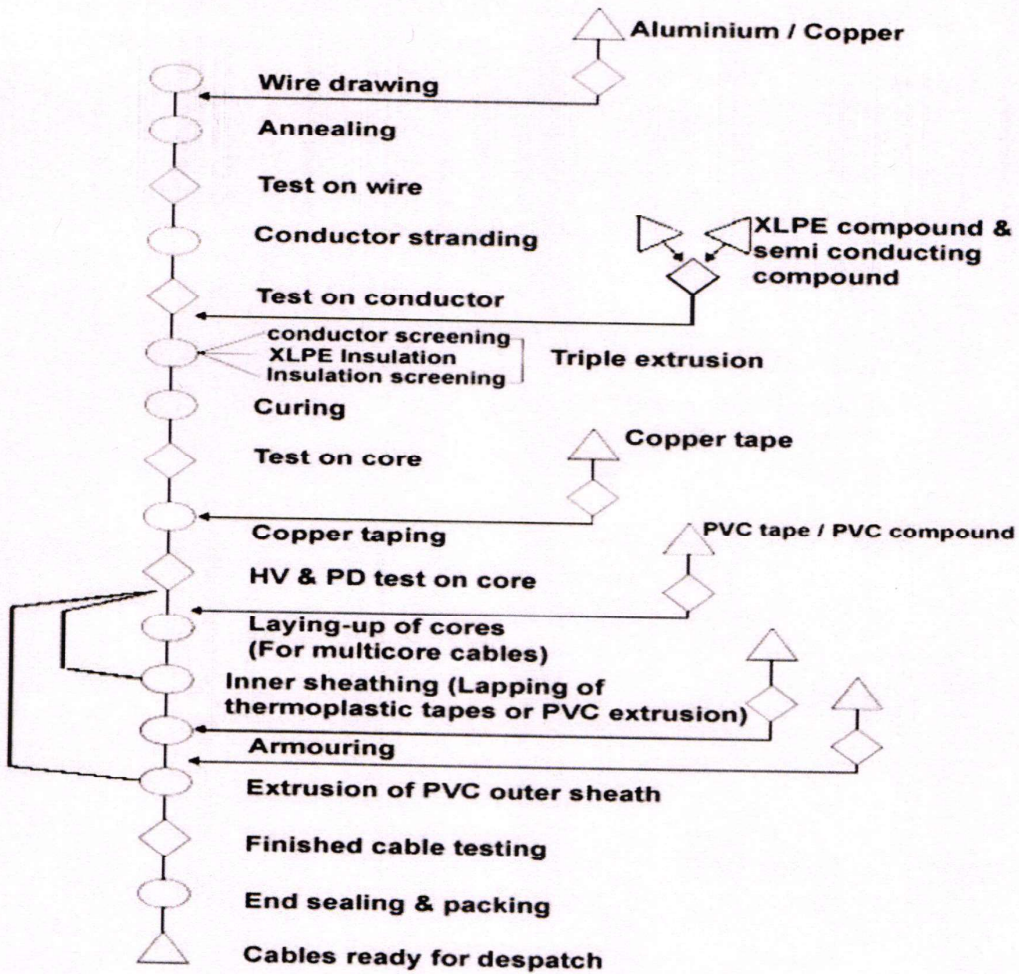 Aluminium / Copper
Wire drawing
Annealing
Test on wire
Conductor stranding
XLPE compound &
semi conducting
compound
Test on conductor
conductor screening
XLPE Insulation
Insulation screening
Triple extrusion
Curing
Test on core
Copper tape
Copper taping
PVC tape / PVC compound
HV & PD test on core
Laying-up of cores
(For multicore cables)
Inner sheathing (Lapping of
thermoplastic tapes or PVC extrusion)
Armouring
Extrusion of PVC outer sheath
Finished cable testing
End sealing & packing
Cables ready for despatch